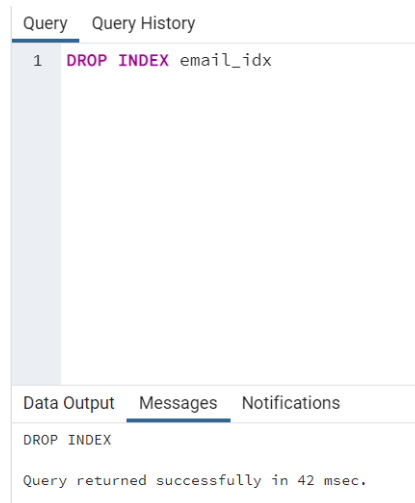 Query Query History
1 DROP INDEX email_idx
Data Output Messages Notifications
DROP INDEX
Query returned successfully in 42 msec.